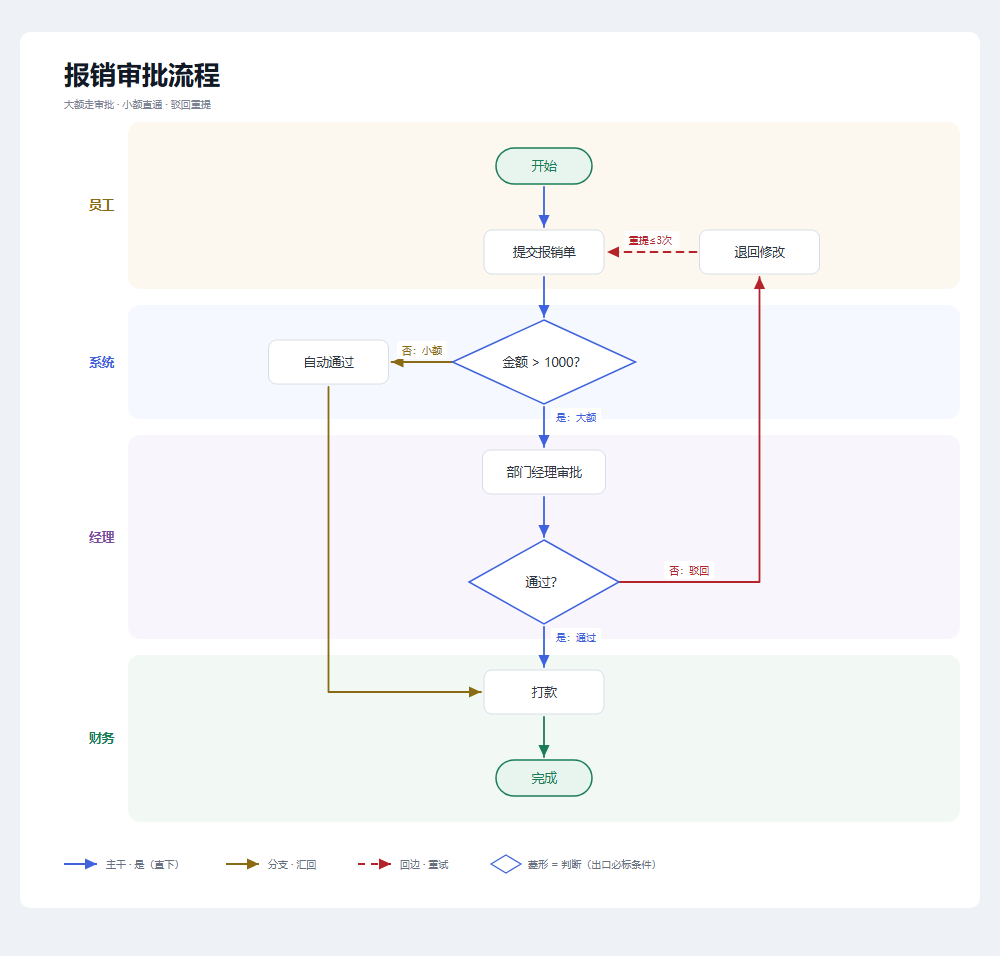 报销审批流程
大额走审批 · 小额直通 · 驳回重提
开始
员工
重提≤3次
提交报销单
退回修改
否：小额
系统
自动通过
金额 > 1000？
是：大额
部门经理审批
经理
否：驳回
通过？
是：通过
打款
财务
完成
主干 · 是（直下）
分支 · 汇回
回边 · 重试
菱形 = 判断（出口必标条件）